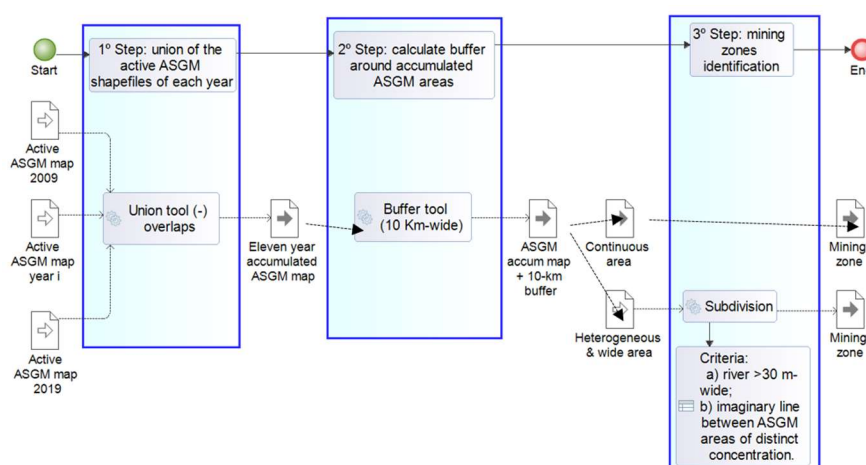 Start
1º Step: union of the
active ASGM
shapefiles of each year
2º Step: calculate buffer
around accumulated
ASGM areas
3º Step: mining
zones
identification
En
Active
ASGM map
2009
Active
ASGM map
year i
Active
ASGM map
2019
Union tool (-)
overlaps
Eleven year
accumulated
ASGM map
Buffer tool
(10 Km-wide)
ASGM
accum map
+ 10-km
buffer
Continuous
area
Mining
zone
Heterogeneous
& wide area
Subdivision
Mining
zone
Criteria:
a) river >30 m-
wide;
b) imaginary line
between ASGM
areas of distinct
concentration.